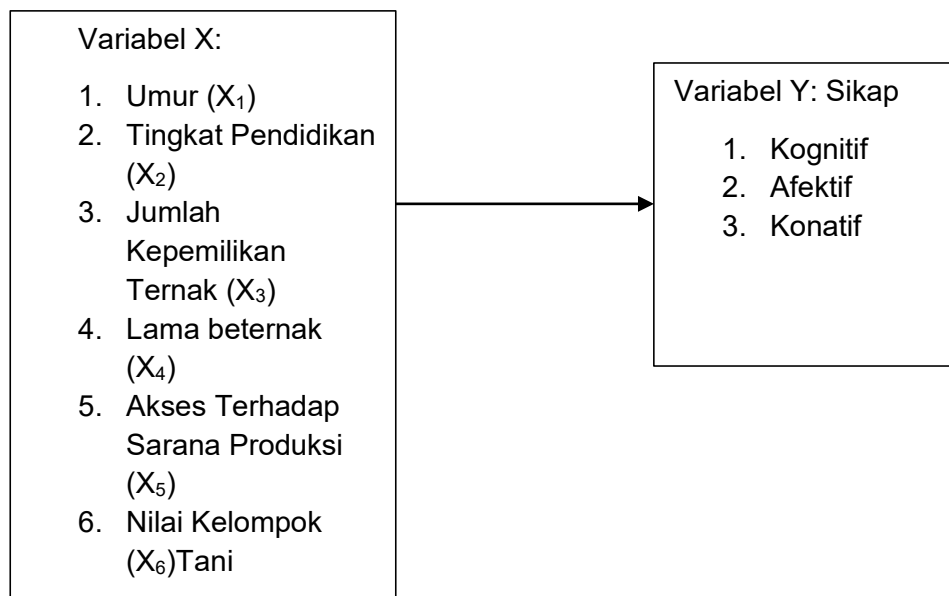 Variabel X:
1. Umur (X₁)
2. Tingkat Pendidikan
(X₂)
3. Jumlah
Kepemilikan
Ternak (X₃)
4. Lama beternak
(X₄)
5. Akses Terhadap
Sarana Produksi
(X₅)
6. Nilai Kelompok
(X₆)Tani
Variabel Y: Sikap
1. Kognitif
2. Afektif
3. Konatif